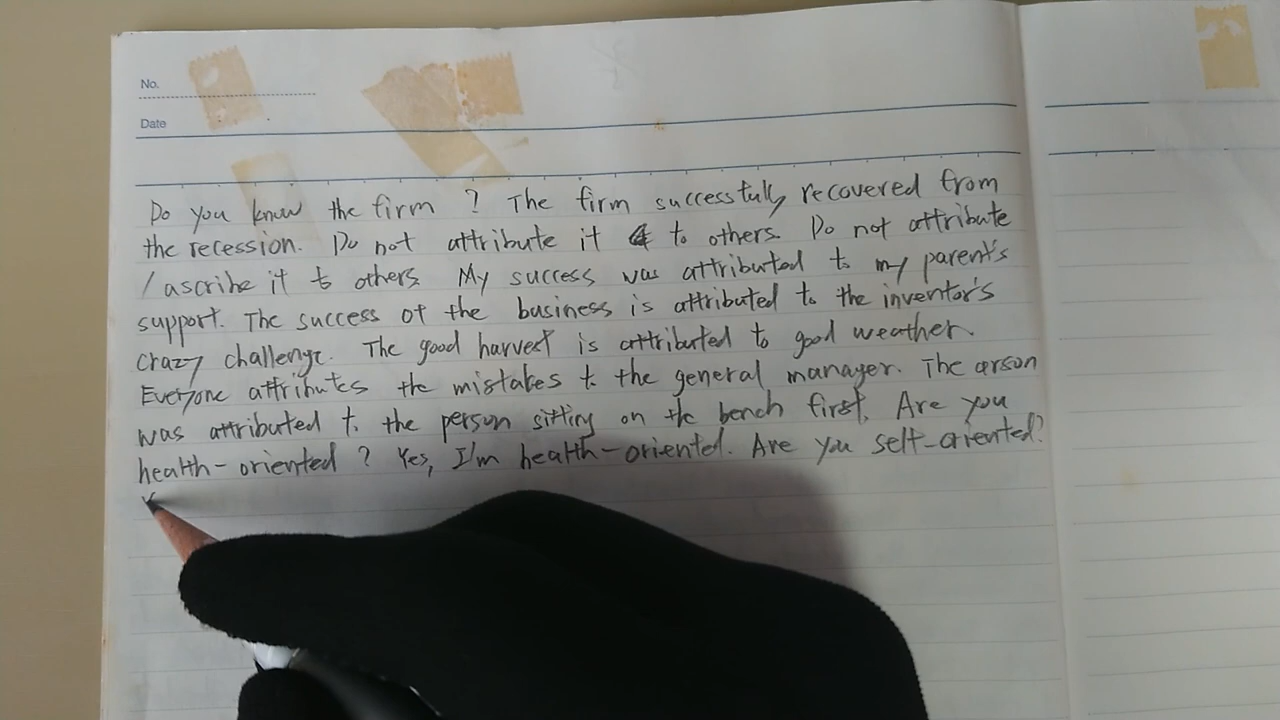 No.
Date
Do you know the firm ? The firm successfully recovered from
the recession. Do not attribute it to others. Do not attribute
/ ascribe it to others. My success was attributed to my parent's
support. The success of the business is attributed to the inventor's
crazy challenge. The good harvest is attributed to good weather.
Everyone attributes the mistakes to the general manager. The arson
was attributed to the person sitting on the bench first. Are you
health-oriented ? Yes, I'm health-oriented. Are you self-oriented?